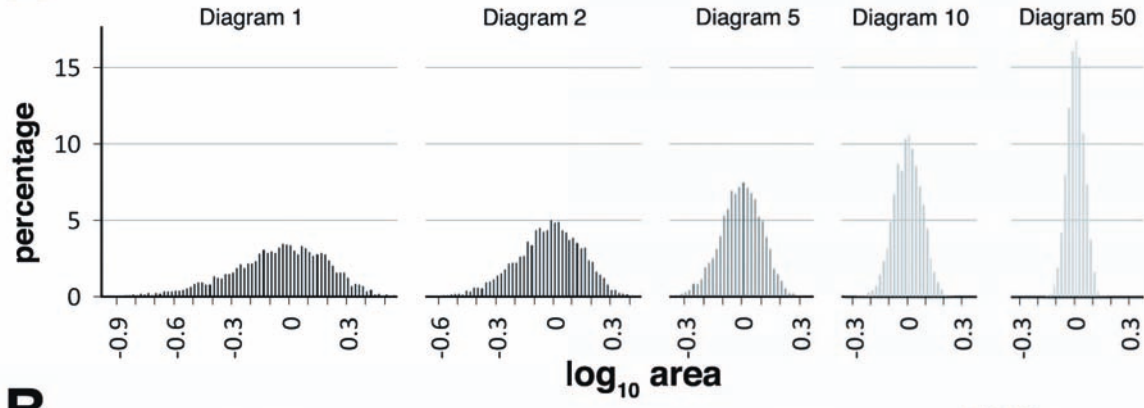 Diagram 1 Diagram 2 Diagram 5 Diagram 10 Diagram 50
percentage
15
10
5
0
-0.9 -0.6 -0.3 0 0.3 -0.6 -0.3 0 0.3 -0.3 0 0.3 -0.3 0 0.3 -0.3 0 0.3
log₁₀ area